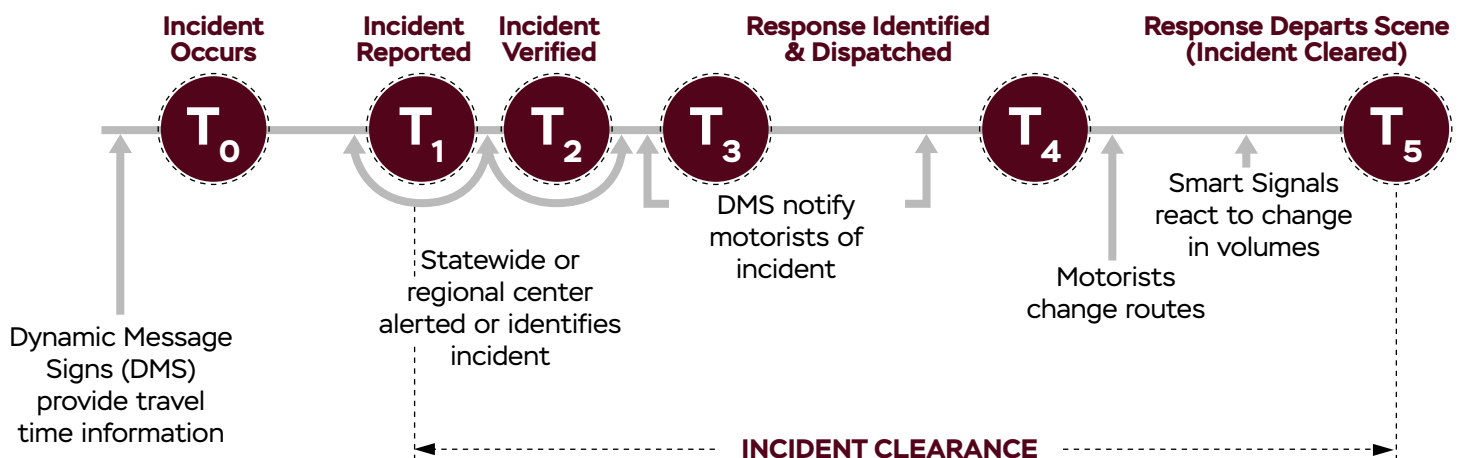 Incident
Occurs
Incident
Reported
Incident
Verified
Response Identified
& Dispatched
Response Departs Scene
(Incident Cleared)
T0
T1
T2
T3
T4
T5
Dynamic Message
Signs (DMS)
provide travel
time information
Statewide or
regional center
alerted or identifies
incident
DMS notify
motorists of
incident
Motorists
change routes
Smart Signals
react to change
in volumes
INCIDENT CLEARANCE